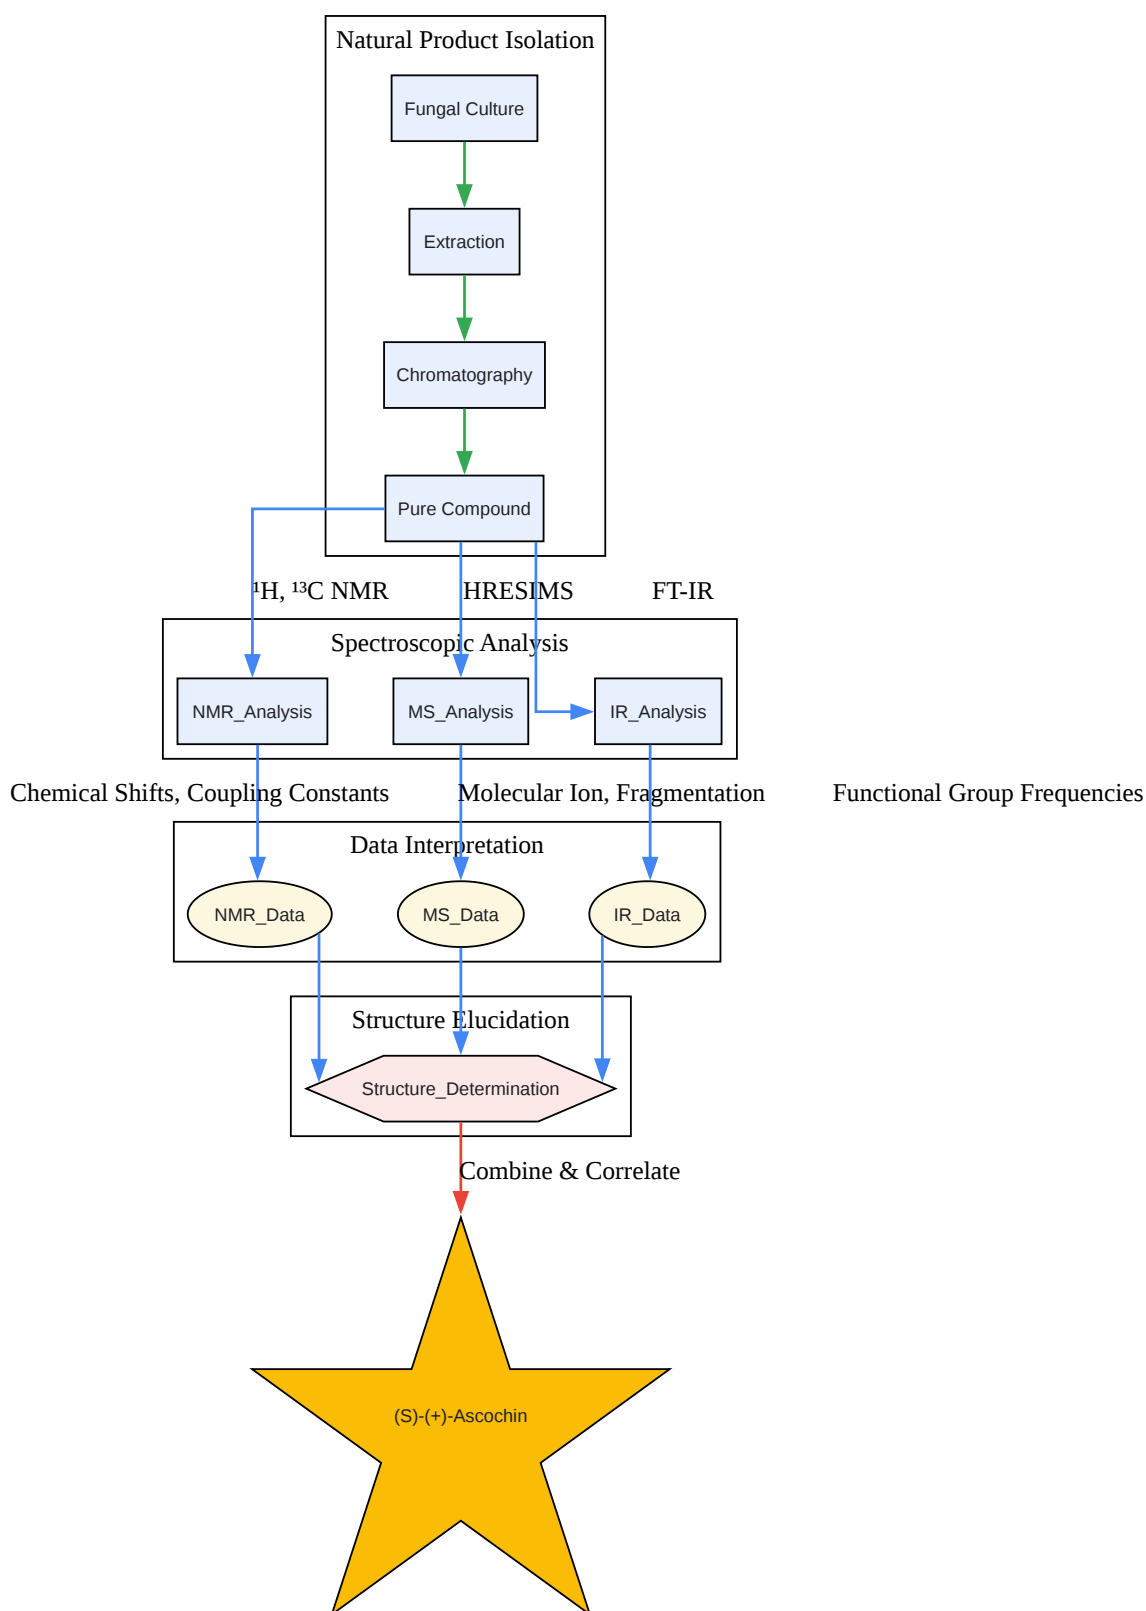 Natural Product Isolation
Fungal Culture
Extraction
Chromatography
Pure Compound
¹H, ¹³C NMR
HRESIMS
FT-IR
Spectroscopic Analysis
NMR_Analysis
MS_Analysis
IR_Analysis
Chemical Shifts, Coupling Constants
Molecular Ion, Fragmentation
Functional Group Frequencies
Data Interpretation
NMR_Data
MS_Data
IR_Data
Structure Elucidation
Structure_Determination
Combine & Correlate
(S)-(+)-Ascochin